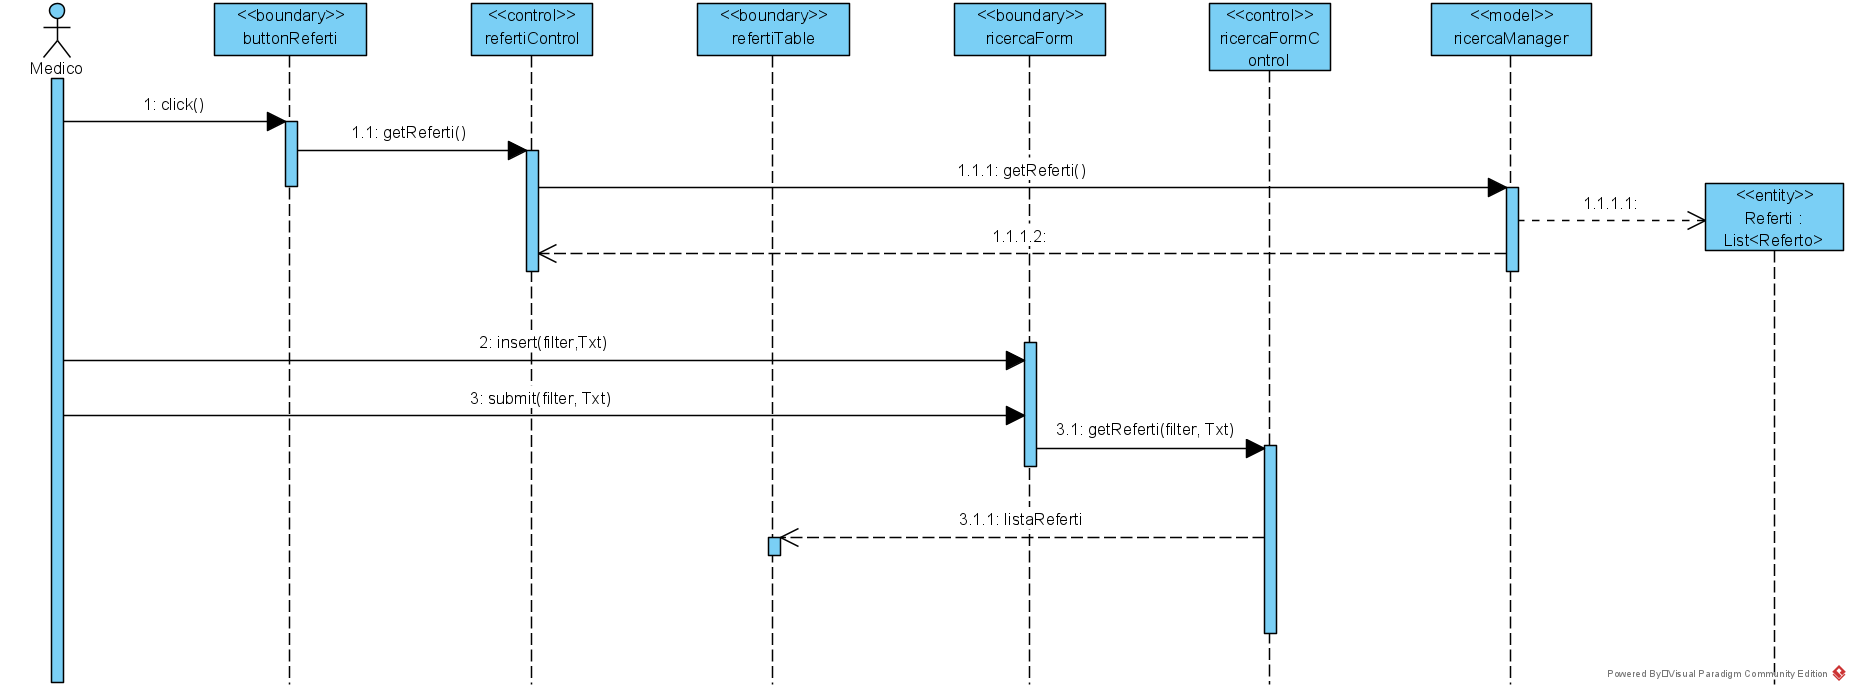 <<boundary>>
buttonReferti
<<control>>
refertiControl
<<boundary>>
refertiTable
<<boundary>>
ricercaForm
<<control>>
ricercaFormC
ontrol
<<model>>
ricercaManager
Medico
1: click()
1.1: getReferti()
1.1.1: getReferti()
<<entity>>
Referti :
List<Referto>
1.1.1.1:
1.1.1.2:
2: insert(filter,Txt)
3: submit(filter, Txt)
3.1: getReferti(filter, Txt)
3.1.1: listaReferti
Powered By□Visual Paradigm Community Edition